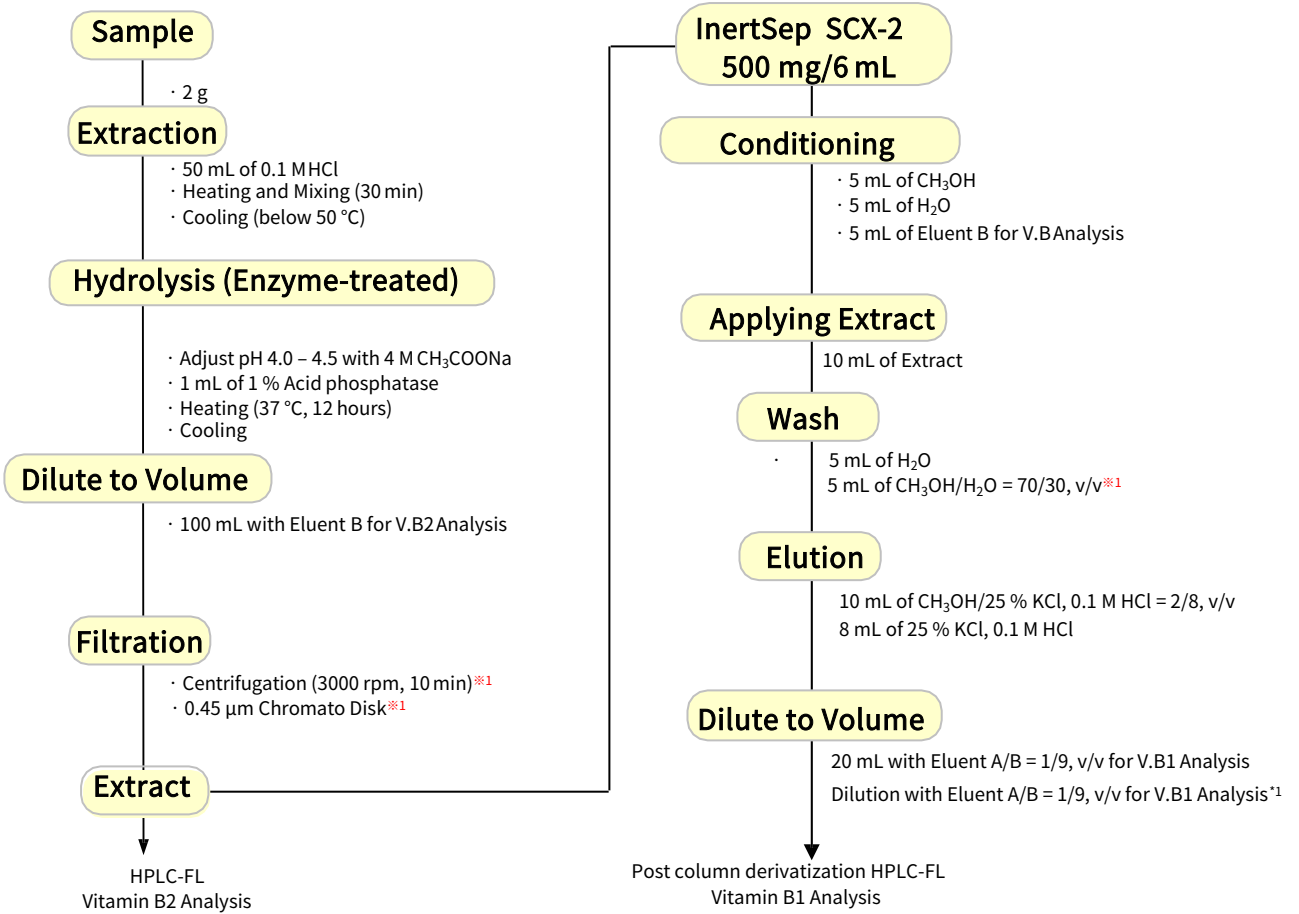 Sample
· 2 g
Extraction
· 50 mL of 0.1 M HCl
· Heating and Mixing (30 min)
· Cooling (below 50 °C)
Hydrolysis (Enzyme-treated)
· Adjust pH 4.0 – 4.5 with 4 M CH₃COONa
· 1 mL of 1 % Acid phosphatase
· Heating (37 °C, 12 hours)
· Cooling
Dilute to Volume
· 100 mL with Eluent B for V.B2 Analysis
Filtration
· Centrifugation (3000 rpm, 10 min)※1
· 0.45 µm Chromato Disk※1
Extract
HPLC-FL
Vitamin B2 Analysis
InertSep SCX-2
500 mg/6 mL
Conditioning
· 5 mL of CH₃OH
· 5 mL of H₂O
· 5 mL of Eluent B for V.B Analysis
Applying Extract
10 mL of Extract
Wash
· 5 mL of H₂O
5 mL of CH₃OH/H₂O = 70/30, v/v※1
Elution
10 mL of CH₃OH/25 % KCl, 0.1 M HCl = 2/8, v/v
8 mL of 25 % KCl, 0.1 M HCl
Dilute to Volume
20 mL with Eluent A/B = 1/9, v/v for V.B1 Analysis
Dilution with Eluent A/B = 1/9, v/v for V.B1 Analysis*1
Post column derivatization HPLC-FL
Vitamin B1 Analysis